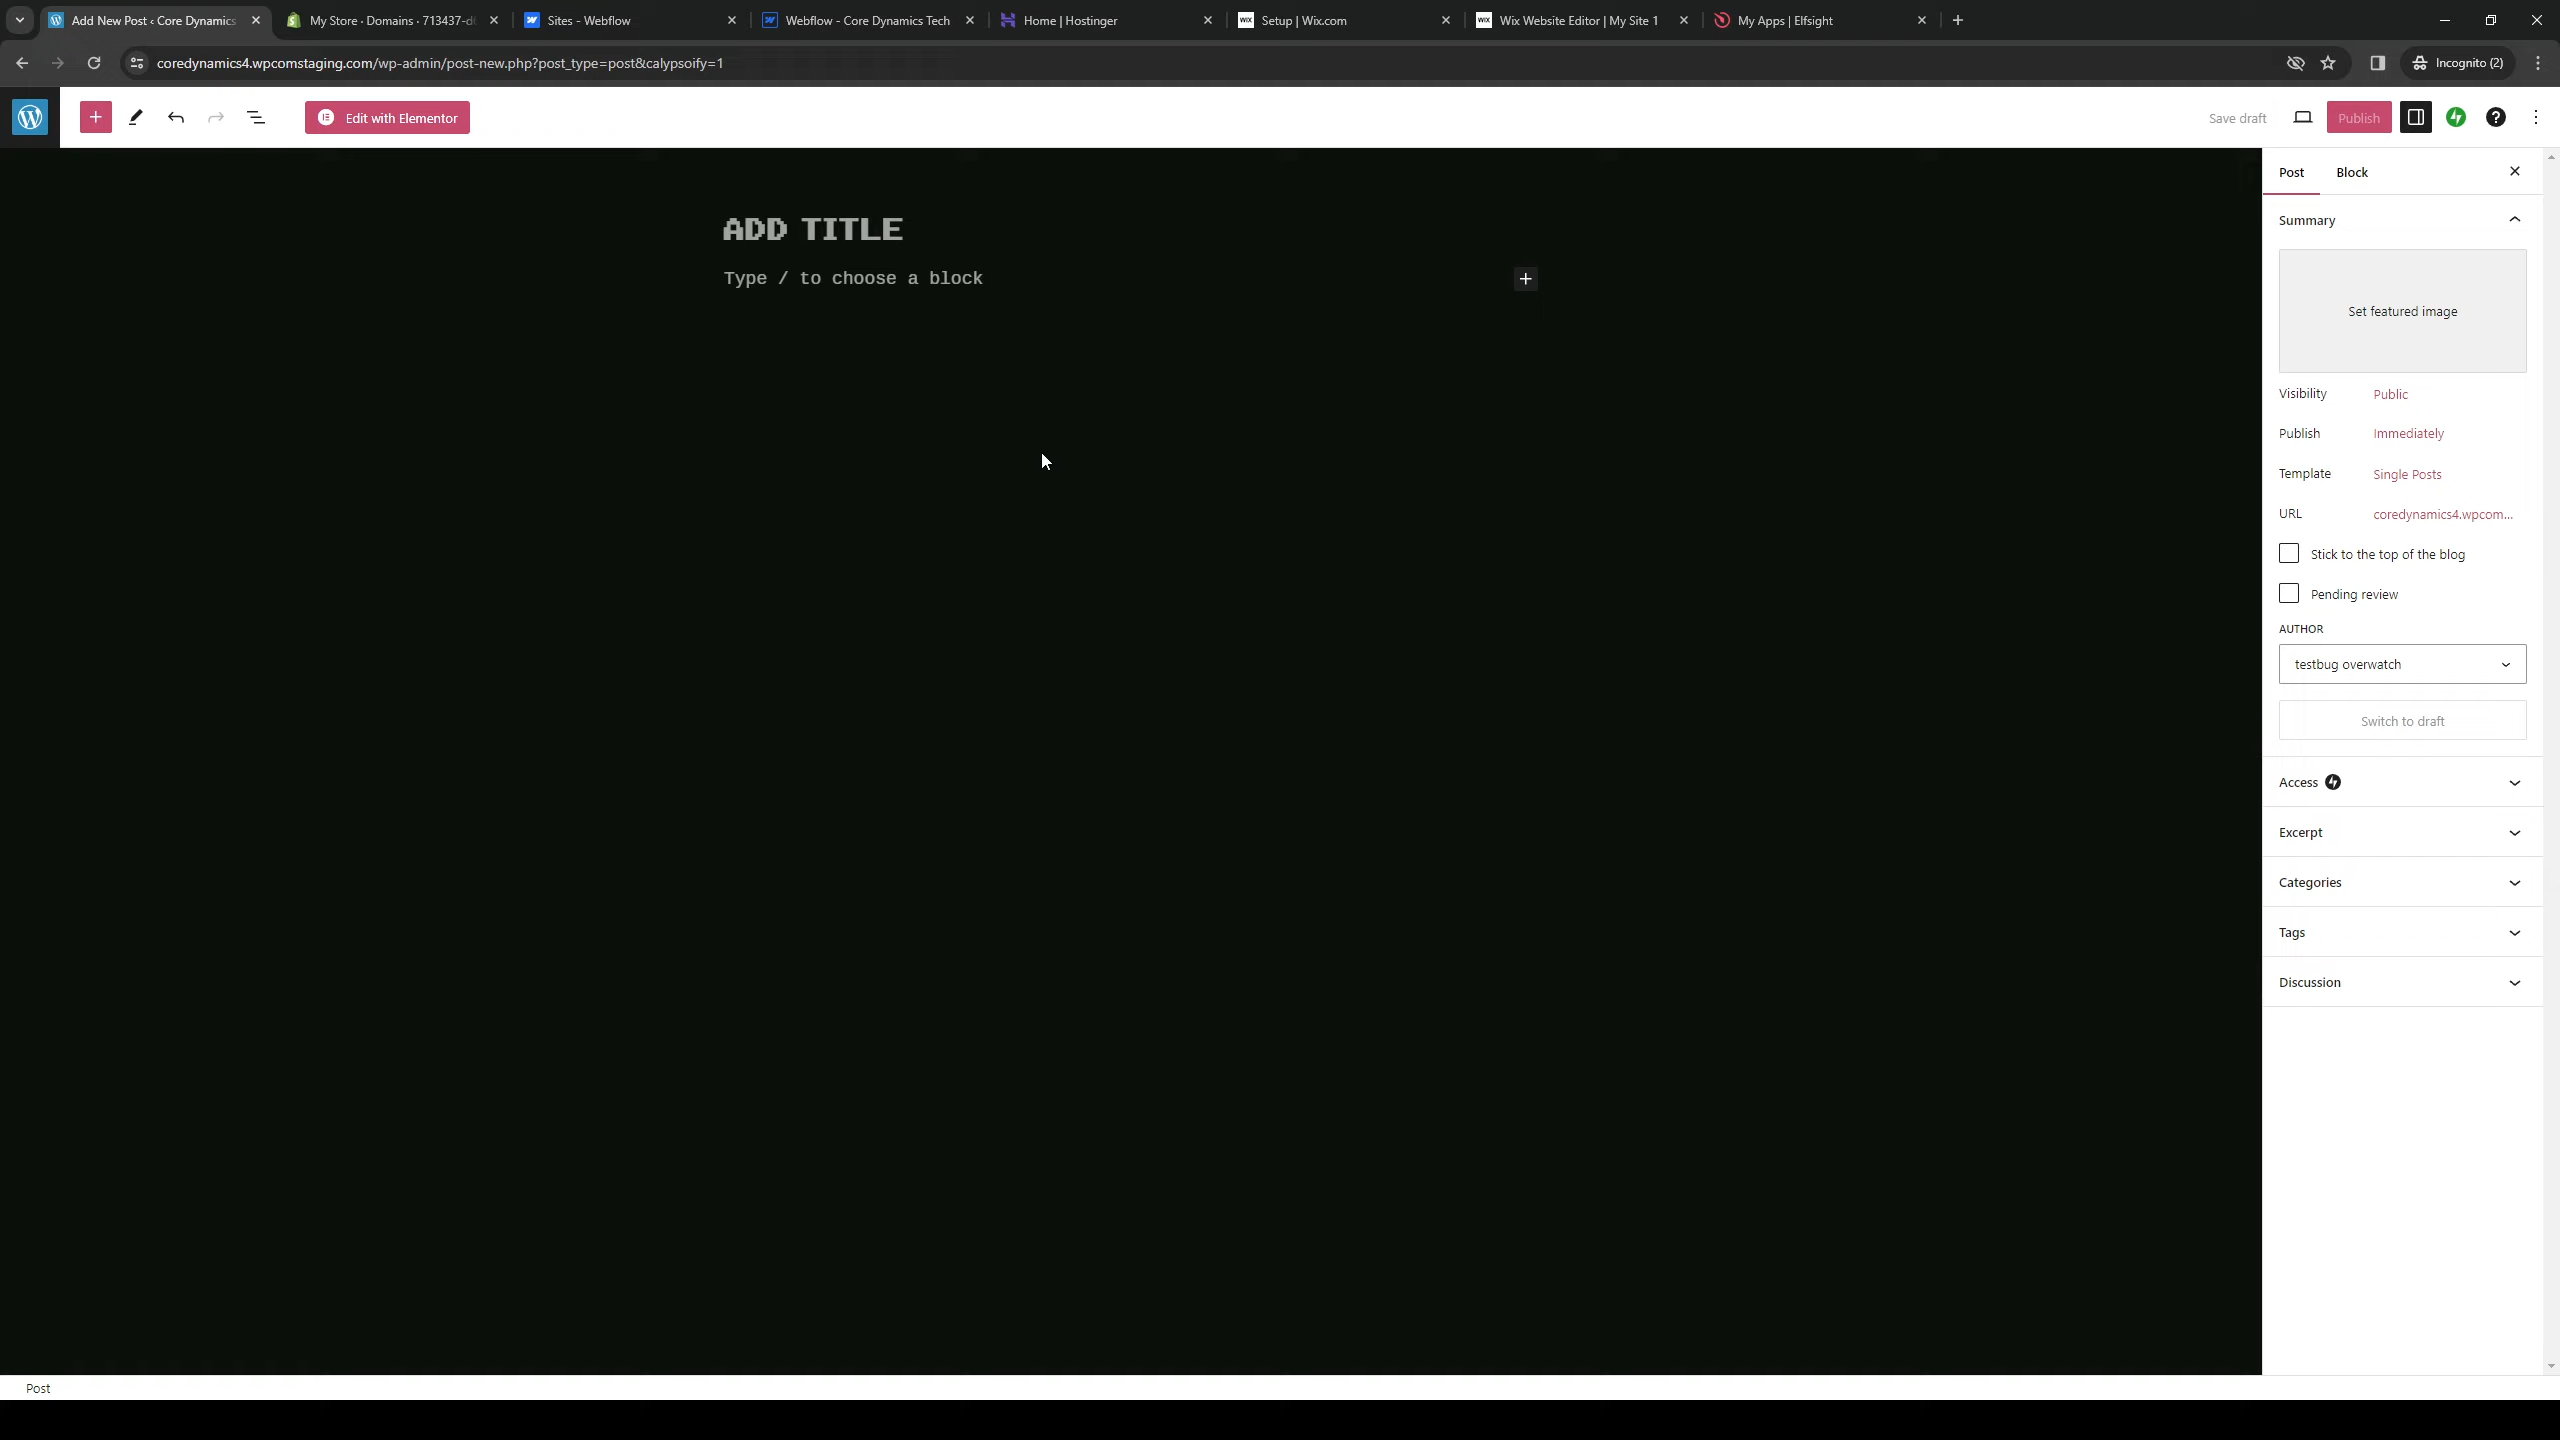 Add New Post ‹ Core Dynamics
My Store · Domains · 713437-d
Sites - Webflow
Webflow - Core Dynamics Tech
Home | Hostinger
Setup | Wix.com
Wix Website Editor | My Site 1
My Apps | Elfsight
coredynamics4.wpcomstaging.com/wp-admin/post-new.php?post_type=post&calypsoify=1
Incognito (2)
Edit with Elementor
Save draft
Publish
Post
Block
ADD TITLE
Type / to choose a block
Summary
Set featured image
Visibility Public
Publish Immediately
Template Single Posts
URL coredynamics4.wpcom...
Stick to the top of the blog
Pending review
AUTHOR
testbug overwatch
Switch to draft
Access
Excerpt
Categories
Tags
Discussion
Post